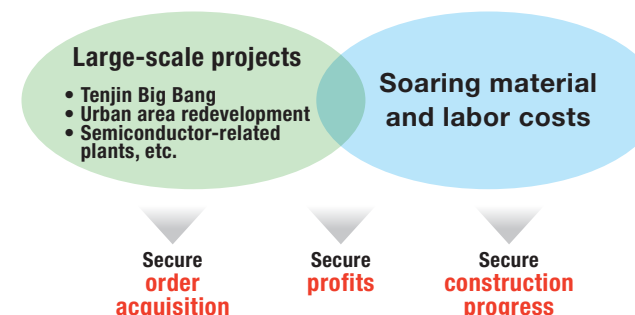 Large-scale projects
• Tenjin Big Bang
• Urban area redevelopment
• Semiconductor-related
plants, etc.
Soaring material
and labor costs
Secure
order
acquisition
Secure
profits
Secure
construction
progress